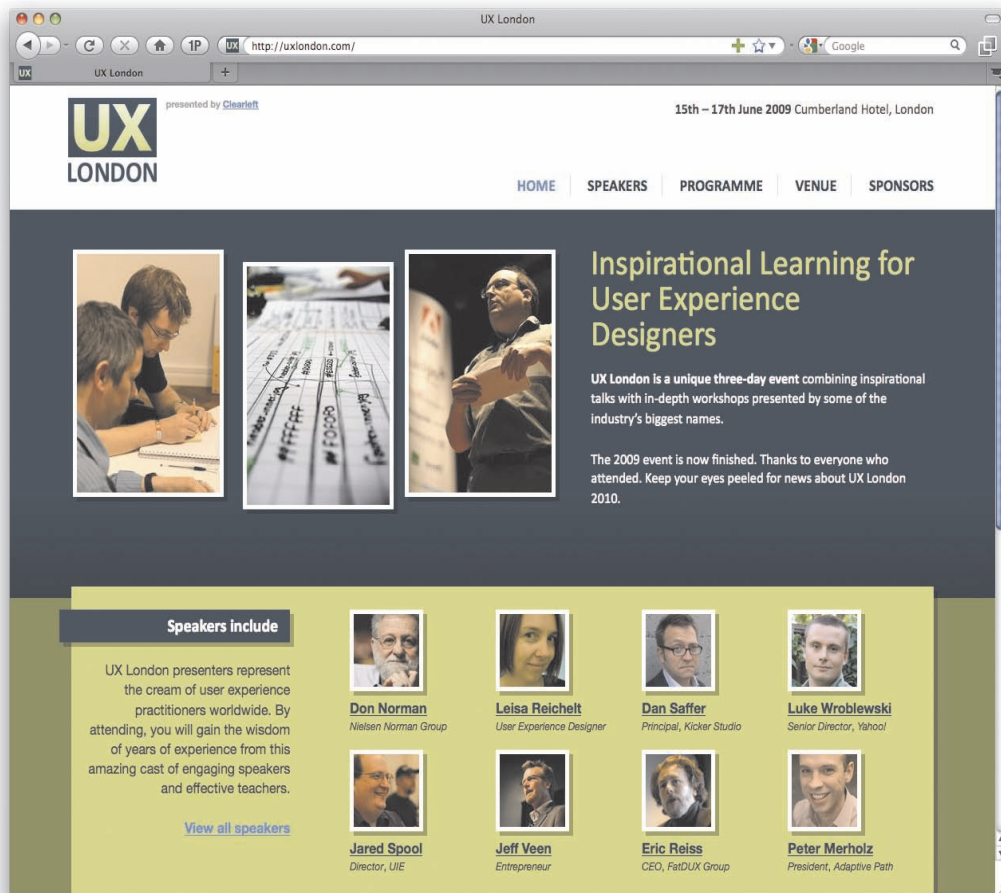 UX London
1P
UX
http://uxlondon.com/
Google
UX
UX London
+
UX
LONDON
presented by Clearleft
15th – 17th June 2009 Cumberland Hotel, London
HOME
SPEAKERS
PROGRAMME
VENUE
SPONSORS
##FFFFFF
##F0F0F0
Inspirational Learning for
User Experience
Designers
UX London is a unique three-day event combining inspirational
talks with in-depth workshops presented by some of the
industry's biggest names.
The 2009 event is now finished. Thanks to everyone who
attended. Keep your eyes peeled for news about UX London
2010.
Speakers include
UX London presenters represent
the cream of user experience
practitioners worldwide. By
attending, you will gain the wisdom
of years of experience from this
amazing cast of engaging speakers
and effective teachers.
View all speakers
Don Norman
Nielsen Norman Group
Leisa Reichelt
User Experience Designer
Dan Saffer
Principal, Kicker Studio
Luke Wroblewski
Senior Director, Yahoo!
Jared Spool
Director, UIE
Jeff Veen
Entrepreneur
Eric Reiss
CEO, FatDUX Group
Peter Merholz
President, Adaptive Path